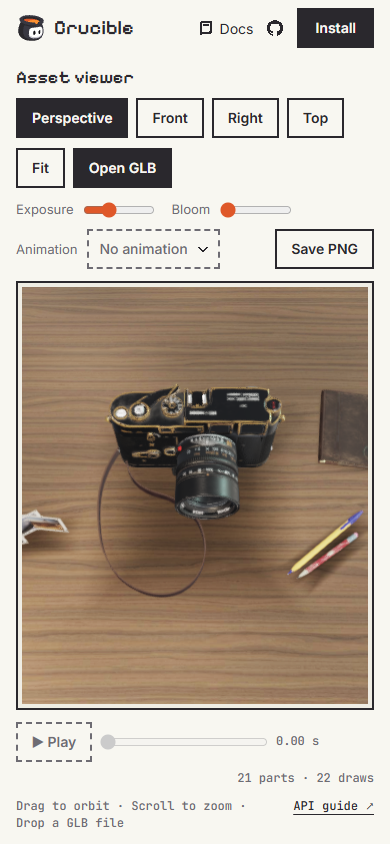 Crucible
Docs
Install
Asset viewer
Perspective
Front
Right
Top
Fit
Open GLB
Exposure
Bloom
Animation
No animation
Save PNG
Play
0.00 s
21 parts · 22 draws
Drag to orbit · Scroll to zoom ·
Drop a GLB file
API guide ↗